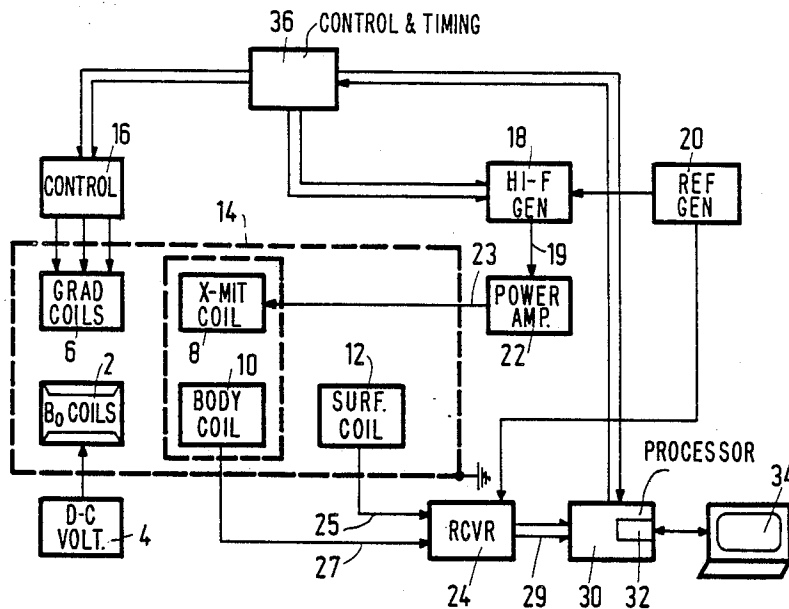 36
CONTROL & TIMING
16
CONTROL
18
HI-F
GEN
20
REF
GEN
14
19
23
GRAD
COILS
6
X-MIT
COIL
8
POWER
AMP.
22
2
B0 COILS
10
BODY
COIL
12
SURF.
COIL
PROCESSOR
34
D-C
VOLT.
4
25
27
RCVR
24
29
30
32